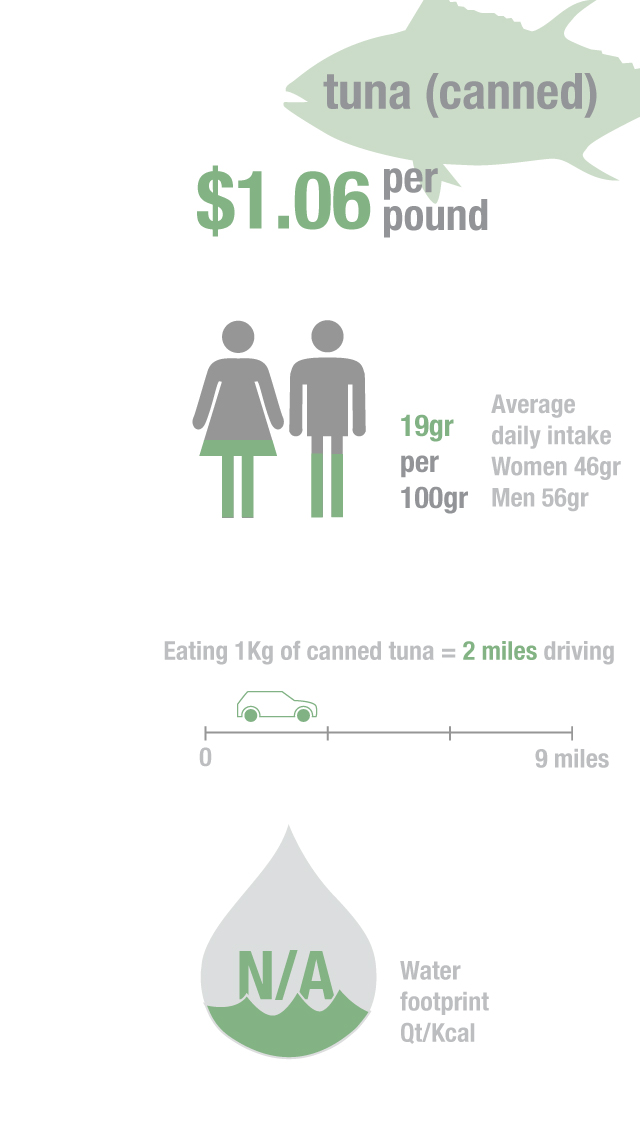 tuna (canned)
$1.06 per
pound
19gr
per
100gr
Average
daily intake
Women 46gr
Men 56gr
Eating 1Kg of canned tuna = 2 miles driving
0
9 miles
N/A
Water
footprint
Qt/Kcal